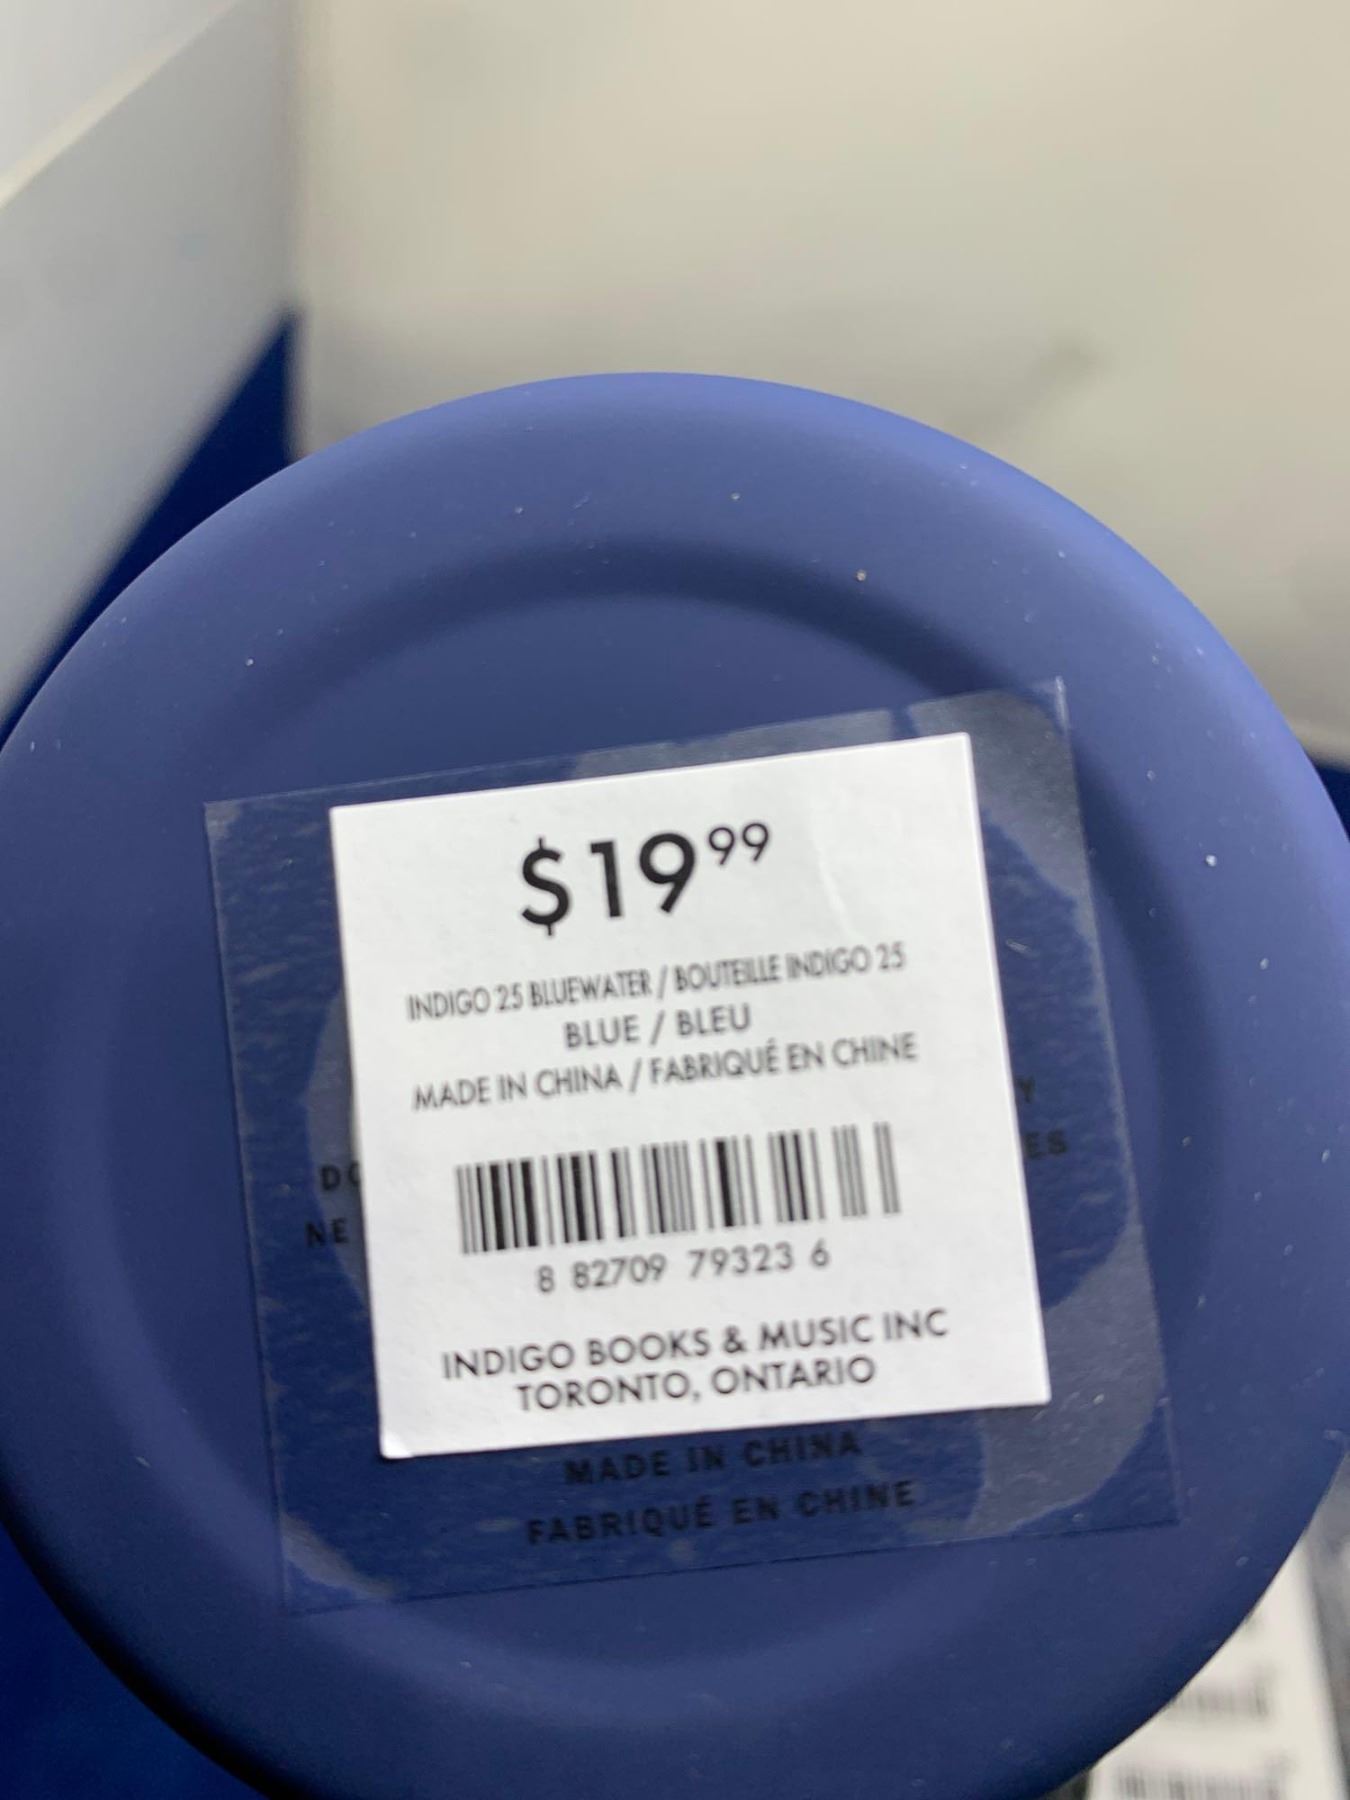 $19.99
INDIGO 25 BLUEWATER / BOUTEILLE INDIGO 25
BLUE / BLEU
MADE IN CHINA / FABRIQUÉ EN CHINE
8 82709 79323 6
INDIGO BOOKS & MUSIC INC
TORONTO, ONTARIO
NE
MADE IN CHINA
FABRIQUÉ EN CHINE